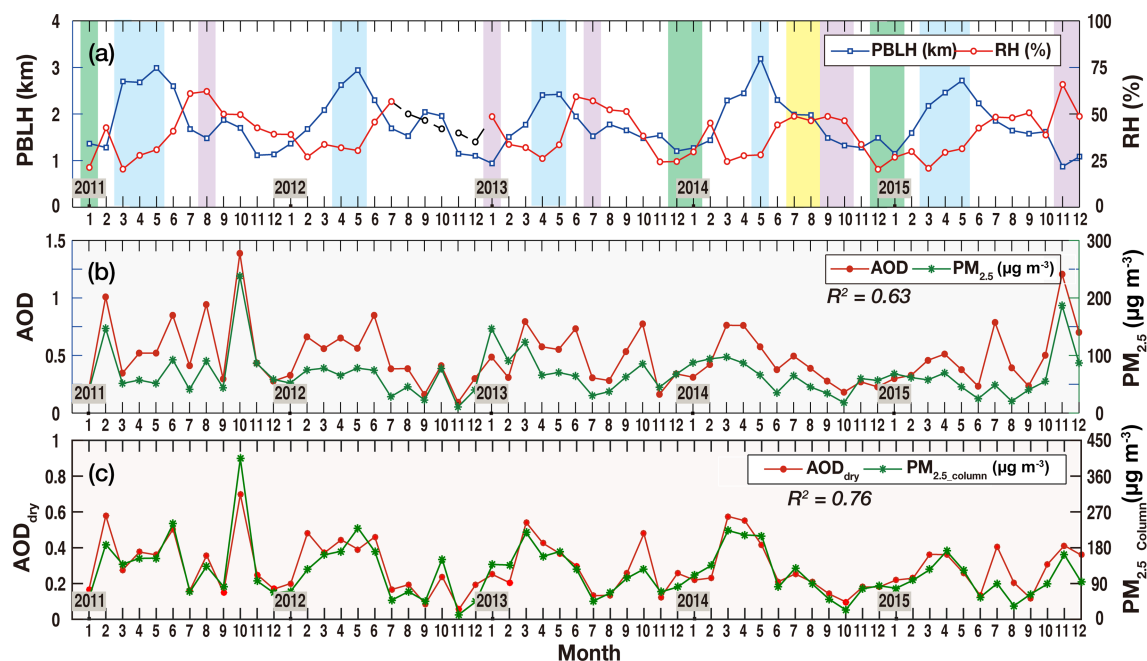 (a)
PBLH (km)
4
3
2
1
0
100
75
50
25
0
RH (%)
PBLH (km) RH (%)
2011 2012 2013 2014 2015
1 2 3 4 5 6 7 8 9 10 11 12 1 2 3 4 5 6 7 8 9 10 11 12 1 2 3 4 5 6 7 8 9 10 11 12 1 2 3 4 5 6 7 8 9 10 11 12 1 2 3 4 5 6 7 8 9 10 11 12
(b)
AOD
1.5
1
0.5
0
300
200
100
0
PM2.5 (µg m-3)
AOD PM2.5 (µg m-3)
R2 = 0.63
2011 2012 2013 2014 2015
1 2 3 4 5 6 7 8 9 10 11 12 1 2 3 4 5 6 7 8 9 10 11 12 1 2 3 4 5 6 7 8 9 10 11 12 1 2 3 4 5 6 7 8 9 10 11 12 1 2 3 4 5 6 7 8 9 10 11 12
(c)
AODdry
1
0.8
0.6
0.4
0.2
0
450
360
270
180
90
0
PM2.5_Column (µg m-3)
AODdry PM2.5_column (µg m-3)
R2 = 0.76
2011 2012 2013 2014 2015
1 2 3 4 5 6 7 8 9 10 11 12 1 2 3 4 5 6 7 8 9 10 11 12 1 2 3 4 5 6 7 8 9 10 11 12 1 2 3 4 5 6 7 8 9 10 11 12 1 2 3 4 5 6 7 8 9 10 11 12
Month